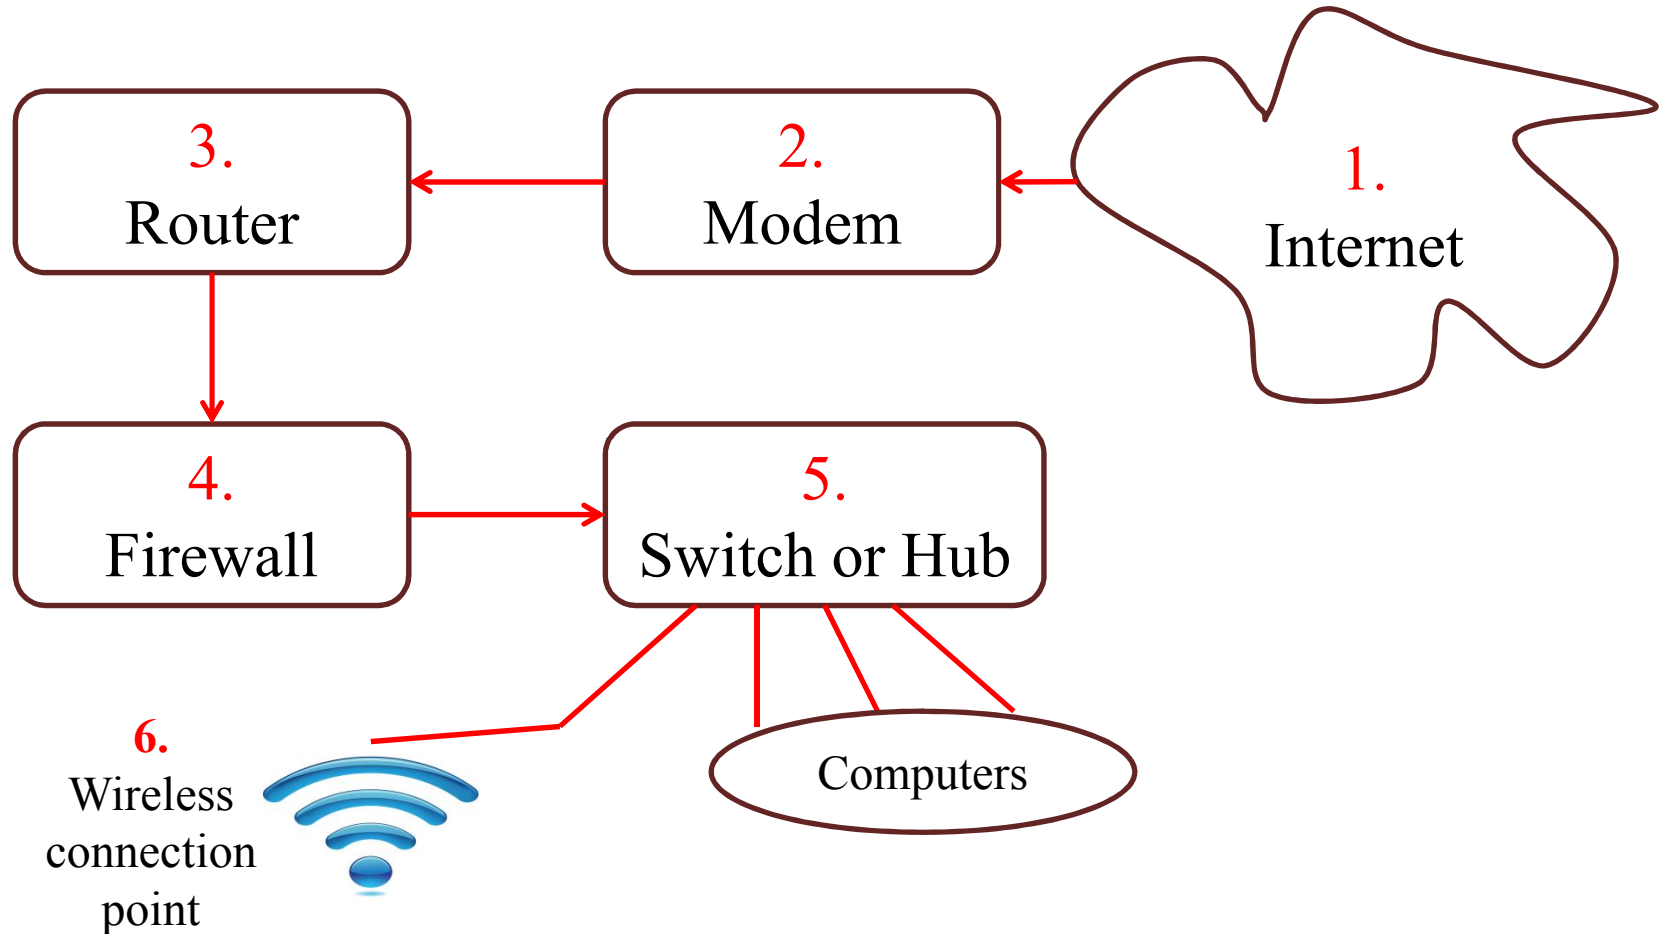 1.
Internet
2.
Modem
3.
Router
4.
Firewall
5.
Switch or Hub
6.
Wireless
connection
point
Computers